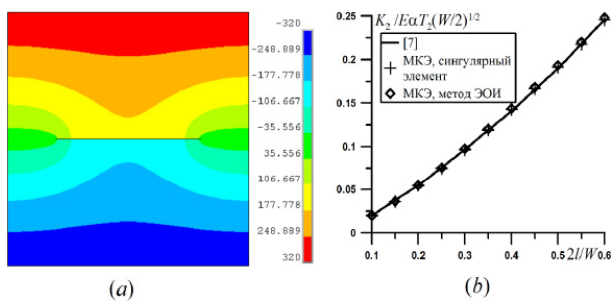 -320
-248.889
-177.778
-106.667
-35.556
35.556
106.667
177.778
248.889
320
(a)
K₂/EαT₂(W/2)^1/2
0.25
0.2
0.15
0.1
0.05
0
[7]
МКЭ, сингулярный
элемент
МКЭ, метод ЭОИ
0.1 0.2 0.3 0.4 0.5 2l/W 0.6
(b)